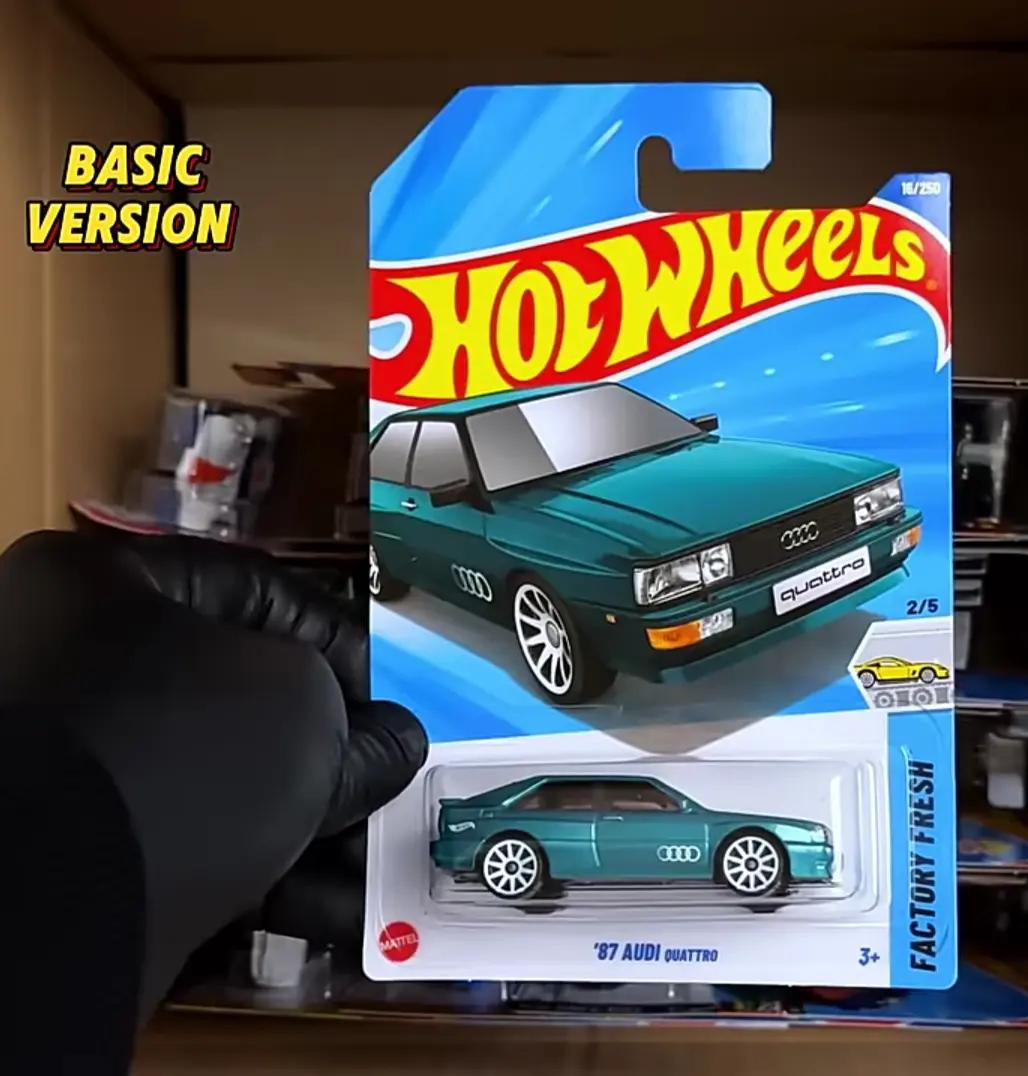 BASIC
VERSION
16/250
HOT WHEELS
quattro
2/5
FACTORY FRESH
MATTEL
'87 AUDI QUATTRO
3+